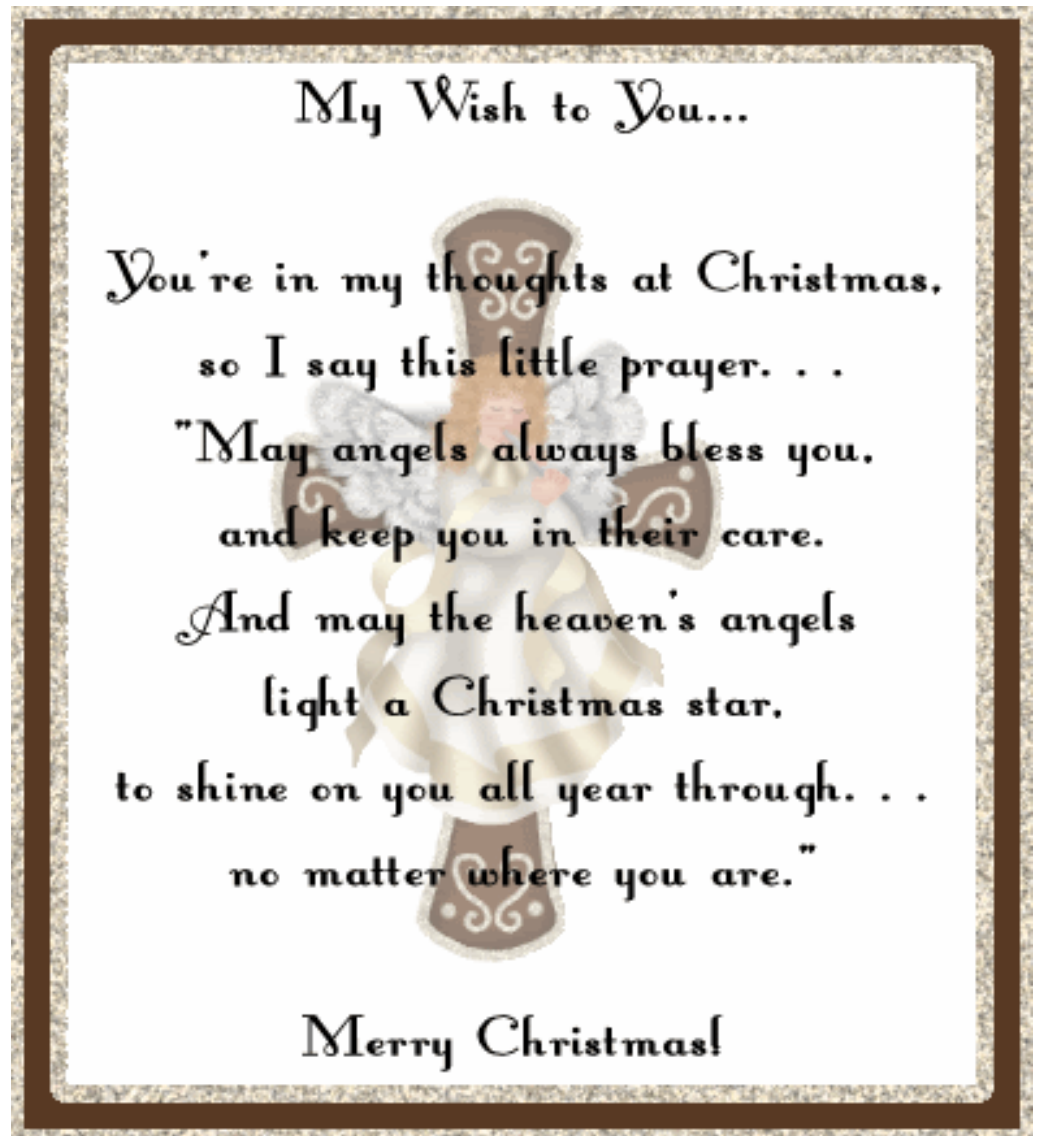 My Wish to You...
You're in my thoughts at Christmas,
so I say this little prayer. . .
"May angels always bless you,
and keep you in their care.
And may the heaven's angels
light a Christmas star,
to shine on you all year through. . .
no matter where you are."
Merry Christmas!